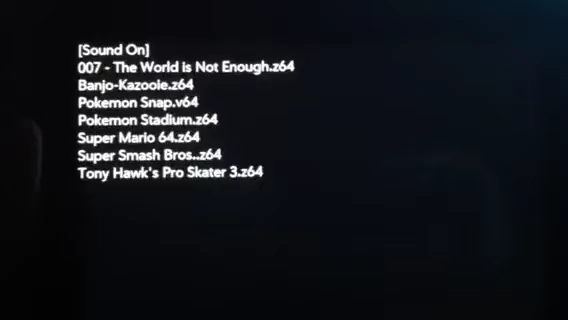 [Sound On]
007 - The World is Not Enough.z64
Banjo-Kazooie.z64
Pokemon Snap.v64
Pokemon Stadium.z64
Super Mario 64.z64
Super Smash Bros..z64
Tony Hawk's Pro Skater 3.z64